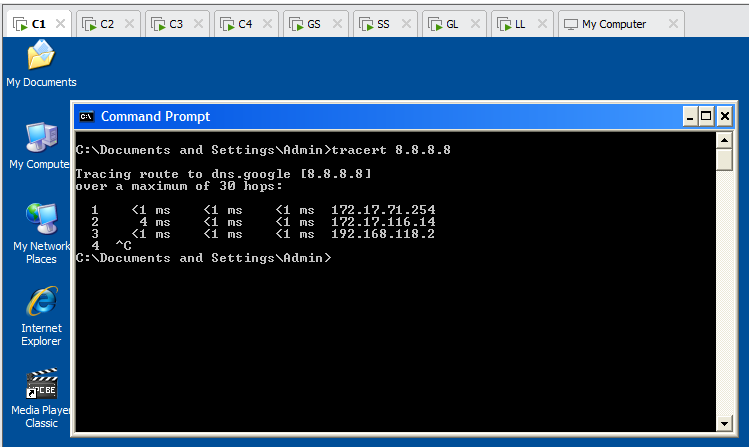 C1
C2
C3
C4
GS
SS
GL
LL
My Computer
My Documents
My Compute
My Network
Places
Internet
Explorer
Media Player
Classic
C:\
Command Prompt
C:\Documents and Settings\Admin>tracert 8.8.8.8
Tracing route to dns.google [8.8.8.8]
over a maximum of 30 hops:
1 <1 ms <1 ms <1 ms 172.17.71.254
2 4 ms <1 ms <1 ms 172.17.116.14
3 <1 ms <1 ms <1 ms 192.168.118.2
4 ^C
C:\Documents and Settings\Admin>